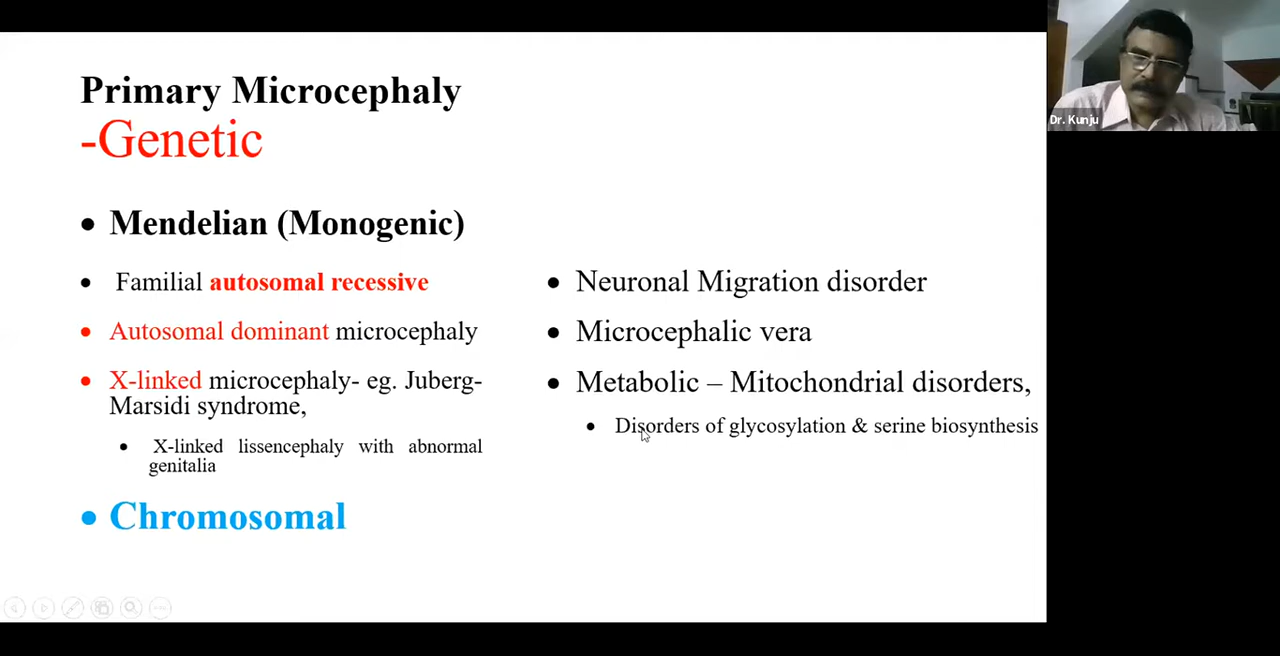 Primary Microcephaly
-Genetic
• Mendelian (Monogenic)
• Familial autosomal recessive
• Autosomal dominant microcephaly
• X-linked microcephaly- eg. Juberg-
Marsidi syndrome,
• X-linked lissencephaly with abnormal
genitalia
• Chromosomal
• Neuronal Migration disorder
• Microcephalic vera
• Metabolic – Mitochondrial disorders,
• Disorders of glycosylation & serine biosynthesis
Dr. Kunju